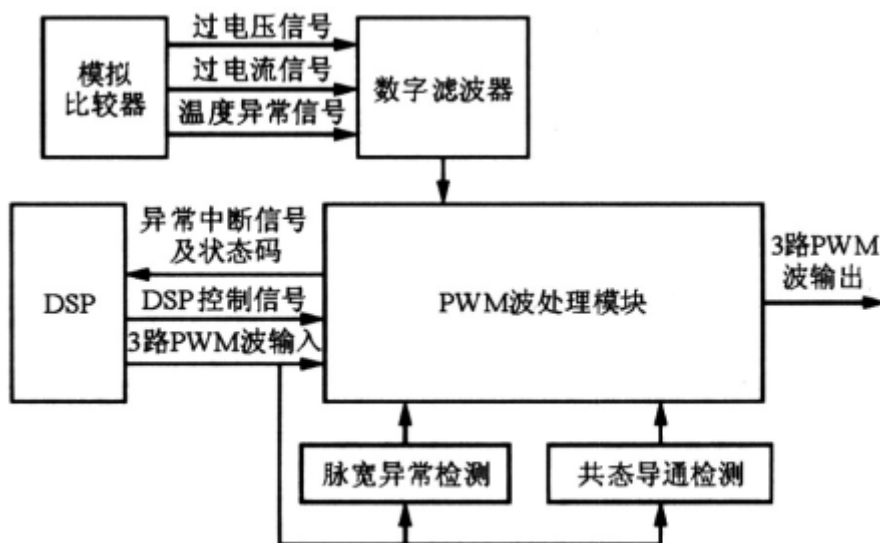 过电压信号
模拟
比较器
过电流信号
数字滤波器
温度异常信号
异常中断信号
及状态码
3路PWM
波输出
DSP
DSP控制信号
PWM波处理模块
3路PWM波输入
脉宽异常检测
共态导通检测